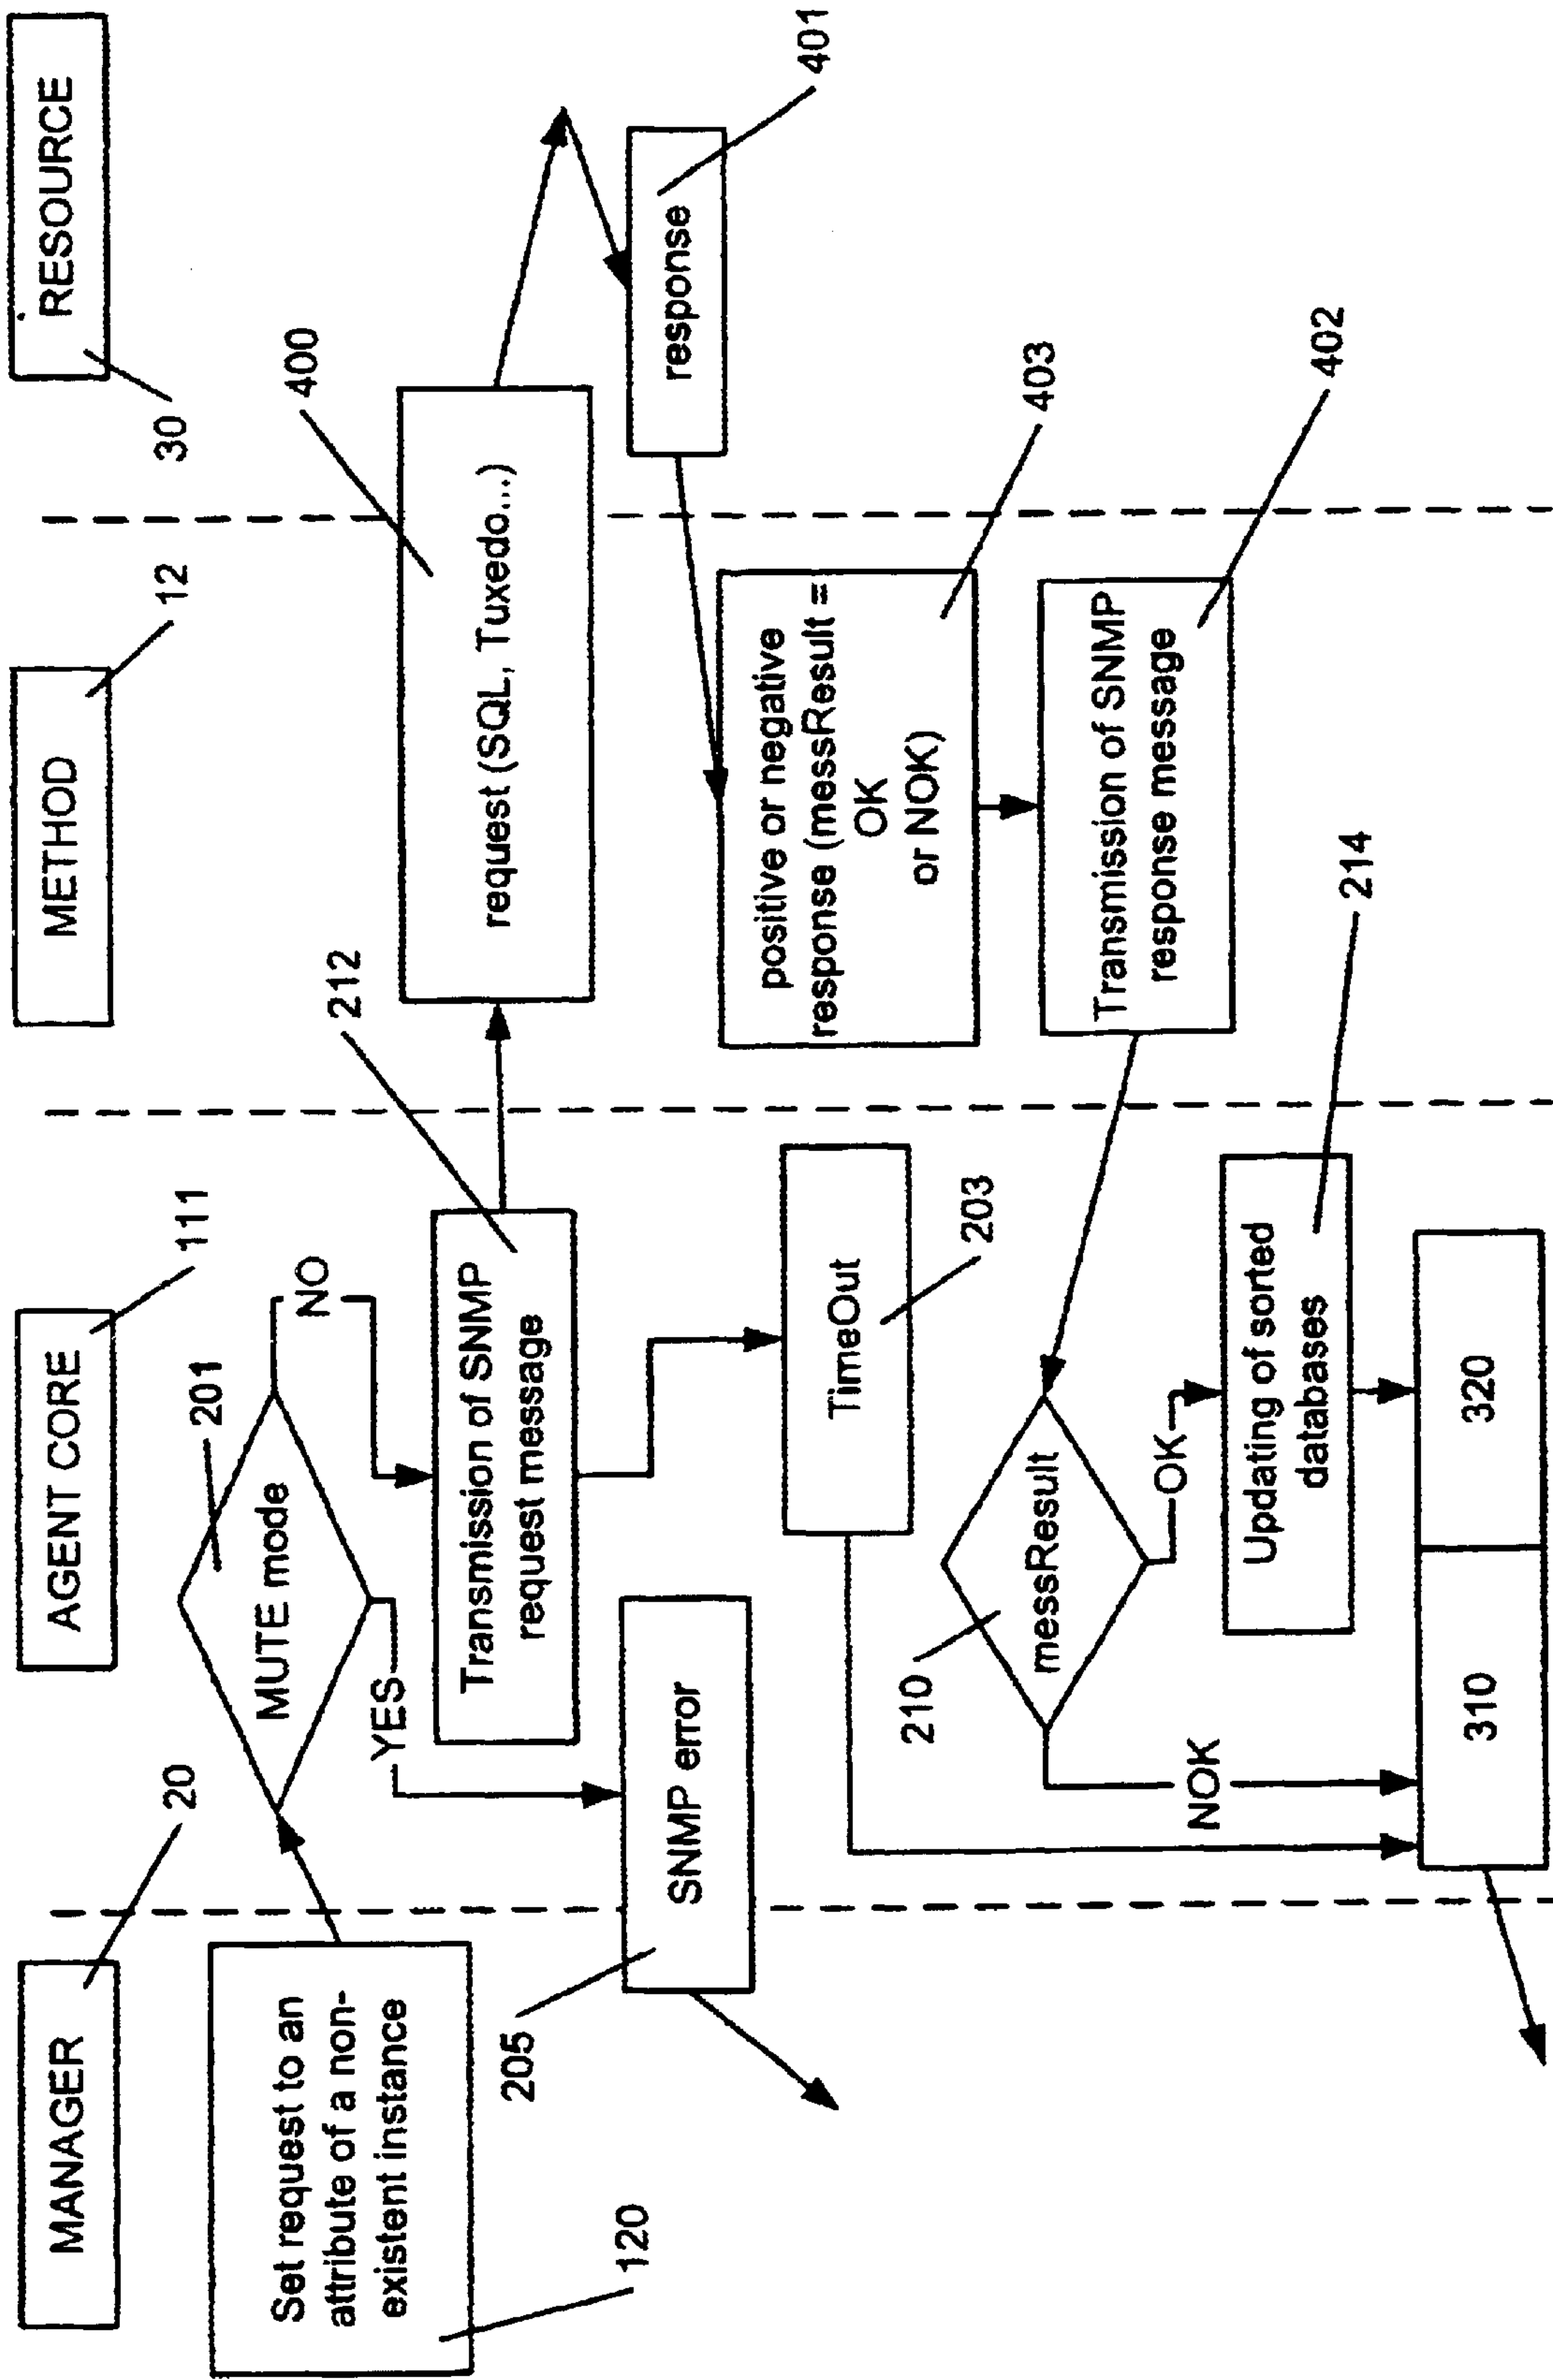 MANAGER
20
AGENT CORE
111
METHOD
12
RESOURCE
30
Set request to an
attribute of a non-
existent instance
120
MUTE mode
201
NO
YES
Transmission of SNMP
request message
212
request (SQL, Tuxedo...)
400
response
401
SNMP error
205
TimeOut
203
positive or negative
response (messResult =
OK
or NOK)
403
Transmission of SNMP
response message
402
messResult
210
OK
NOK
Updating of sorted
databases
214
310
320